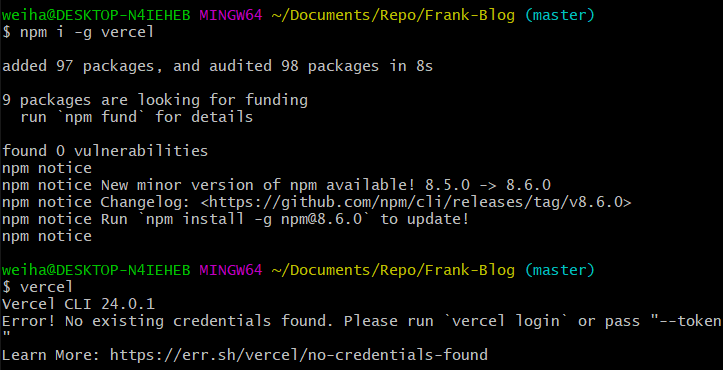 weiha@DESKTOP-N4IEHEB MINGW64 ~/Documents/Repo/Frank-Blog (master)
$ npm i -g vercel
added 97 packages, and audited 98 packages in 8s
9 packages are looking for funding
  run `npm fund` for details
found 0 vulnerabilities
npm notice
npm notice New minor version of npm available! 8.5.0 -> 8.6.0
npm notice Changelog: <https://github.com/npm/cli/releases/tag/v8.6.0>
npm notice Run `npm install -g npm@8.6.0` to update!
npm notice
weiha@DESKTOP-N4IEHEB MINGW64 ~/Documents/Repo/Frank-Blog (master)
$ vercel
Vercel CLI 24.0.1
Error! No existing credentials found. Please run `vercel login` or pass "--token
"
Learn More: https://err.sh/vercel/no-credentials-found